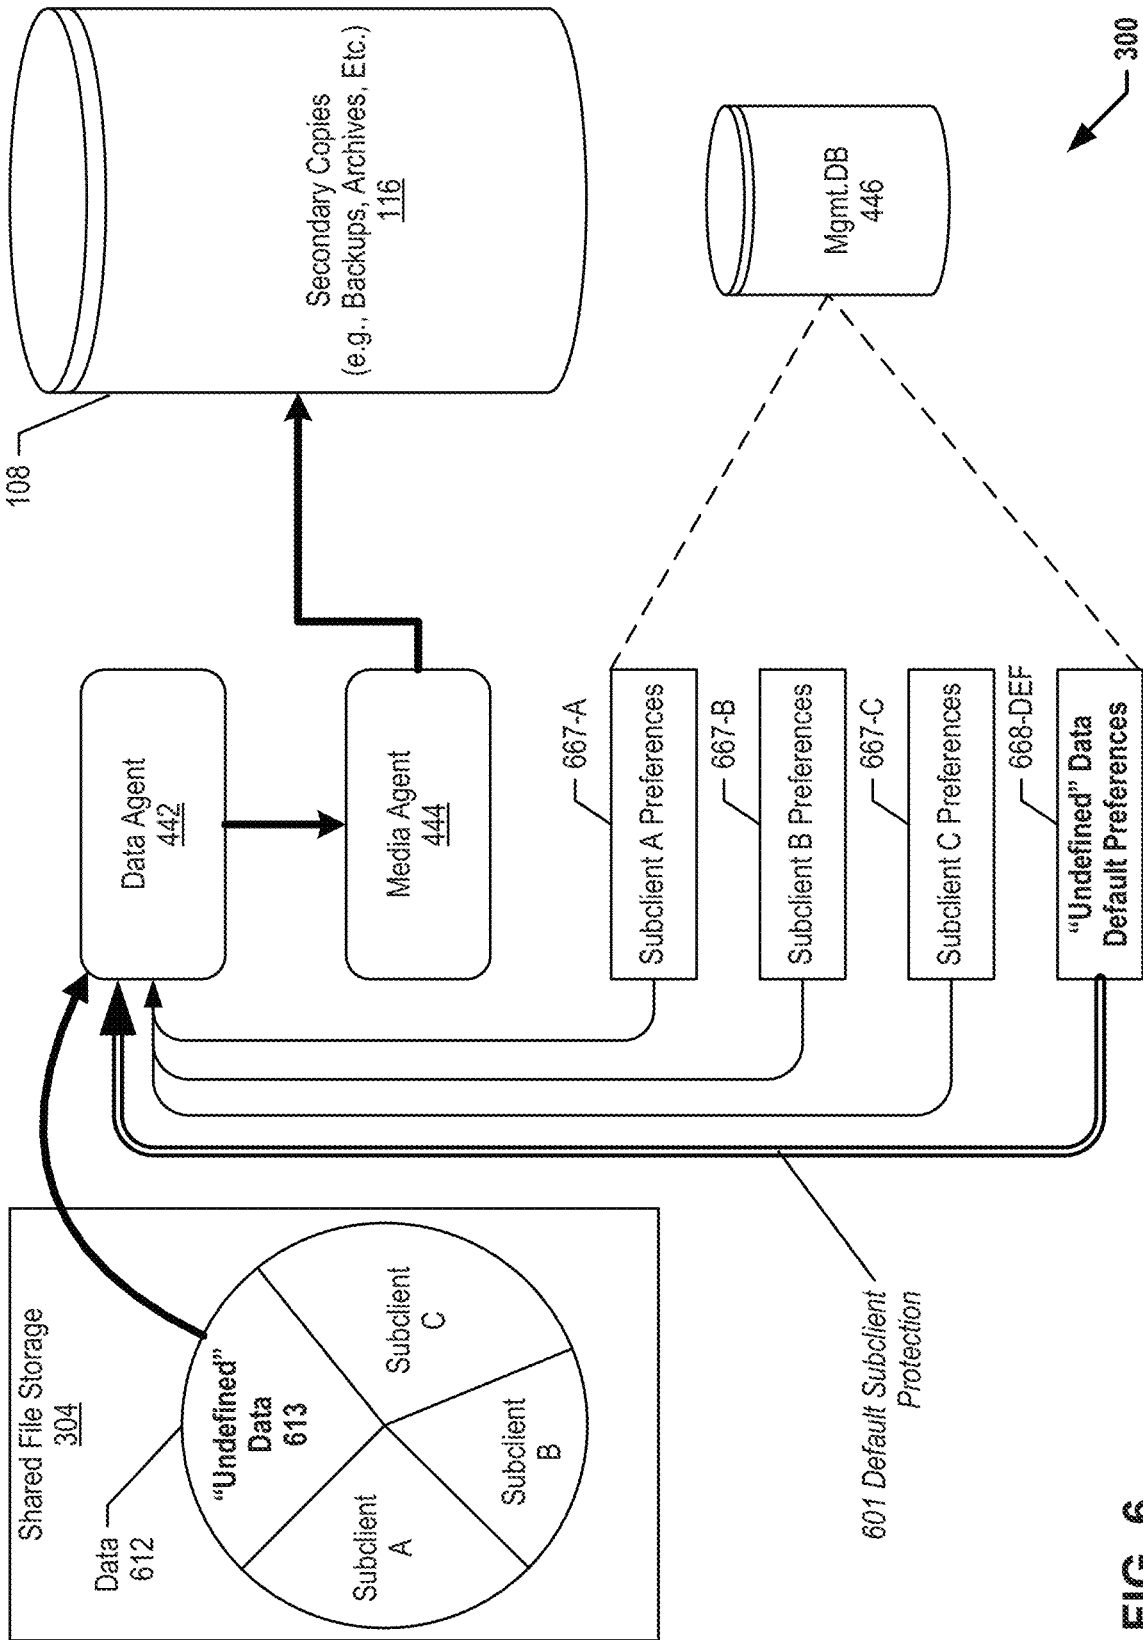 Shared File Storage
304
Data
612
"Undefined"
Data
613
Subclient
A
Subclient
B
Subclient
C
Data Agent
442
Media Agent
444
108
Secondary Copies
(e.g., Backups, Archives, Etc.)
116
667-A
Subclient A Preferences
667-B
Subclient B Preferences
667-C
Subclient C Preferences
668-DEF
"Undefined" Data
Default Preferences
Mgmt.DB
446
601 Default Subclient
Protection
300
FIG. 6